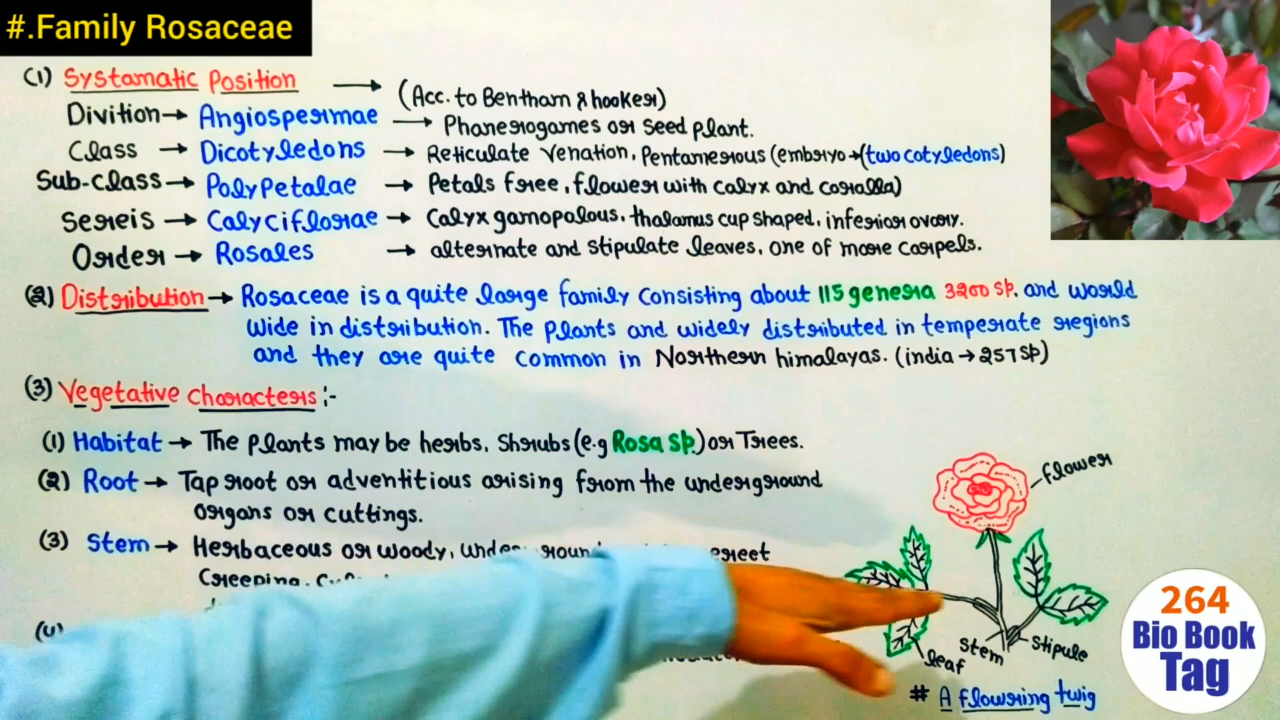 #.Family Rosaceae
(1) Systamatic Position → (Acc. to Bentham & hooker)
Divition → Angiospermae → Phanerogames or seed plant.
Class → Dicotyledons → Reticulate Venation, Pentamerous (embryo → (two cotyledons)
Sub-class → Polypetalae → Petals free, flower with calyx and coralla)
Sereis → Calyciflorae → Calyx gamopolous, thalamus cup shaped, inferior ovary.
Order → Rosales → alternate and stipulate leaves, one of more carpels.
(2) Distribution → Rosaceae is a quite large family consisting about 115 genera 3200 sp. and world
wide in distribution. The plants and widely distributed in temperate regions
and they are quite common in Northern himalayas. (india → 257 sp)
(3) Vegetative characters :-
(1) Habitat → The plants may be herbs, Shrubs (e.g Rosa sp.) or Trees.
(2) Root → Tap root or adventitious arising from the underground
organs or cuttings.
(3) Stem → Herbaceous or woody,
Creeping,
(4)
flower
leaf
stem
stipule
# A flowring twig
264
Bio Book
Tag